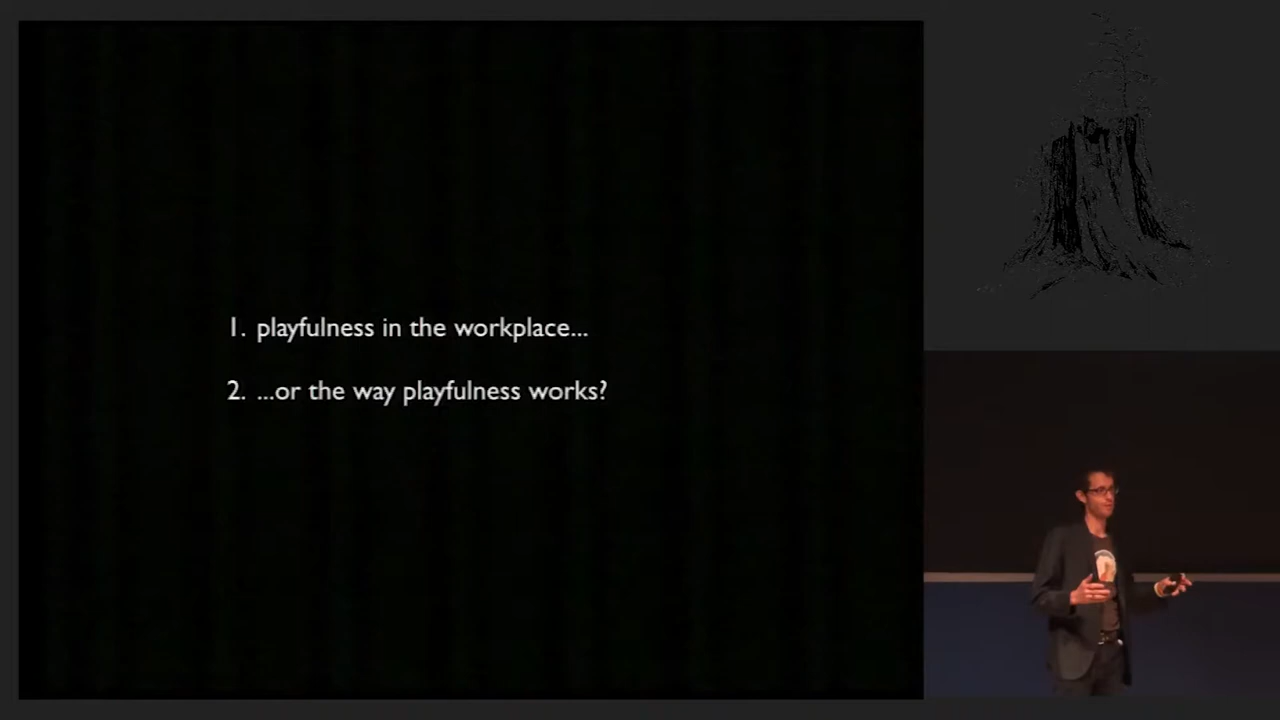 1. playfulness in the workplace...
2. ...or the way playfulness works?